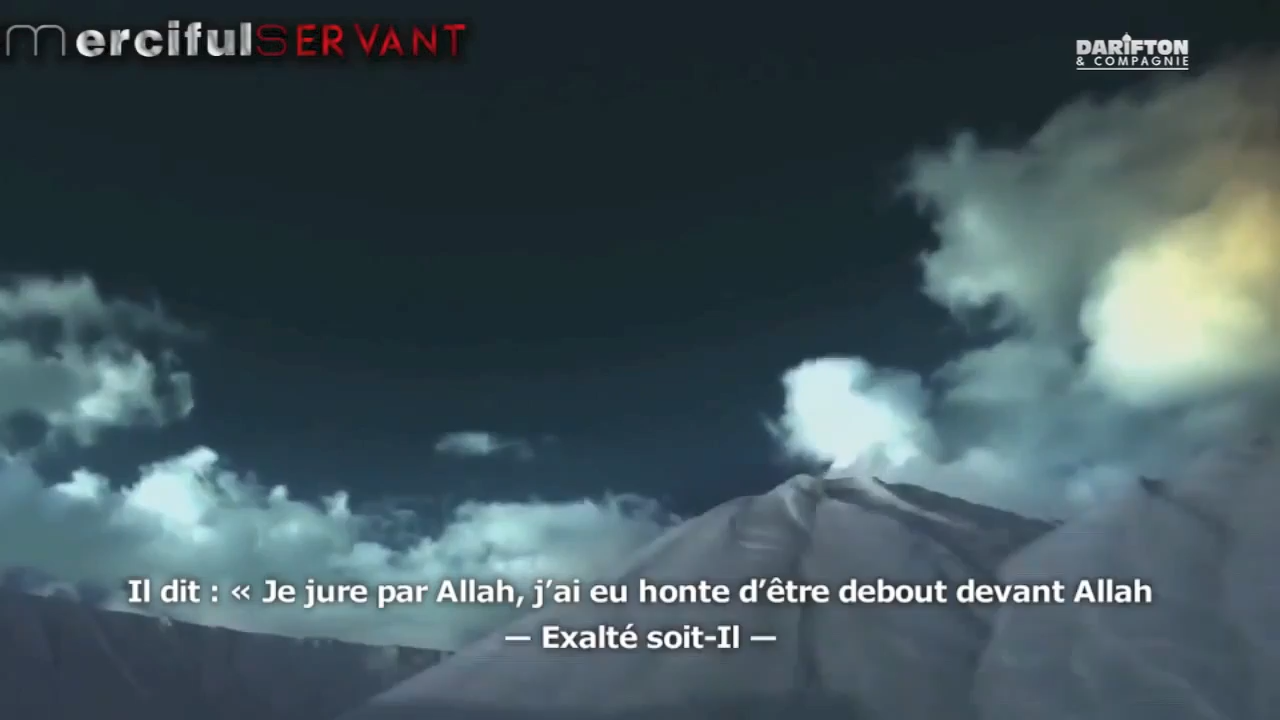 mercifulSERVANT
DARIFTON
& COMPAGNIE
Il dit : « Je jure par Allah, j’ai eu honte d’être debout devant Allah
— Exalté soit-Il —